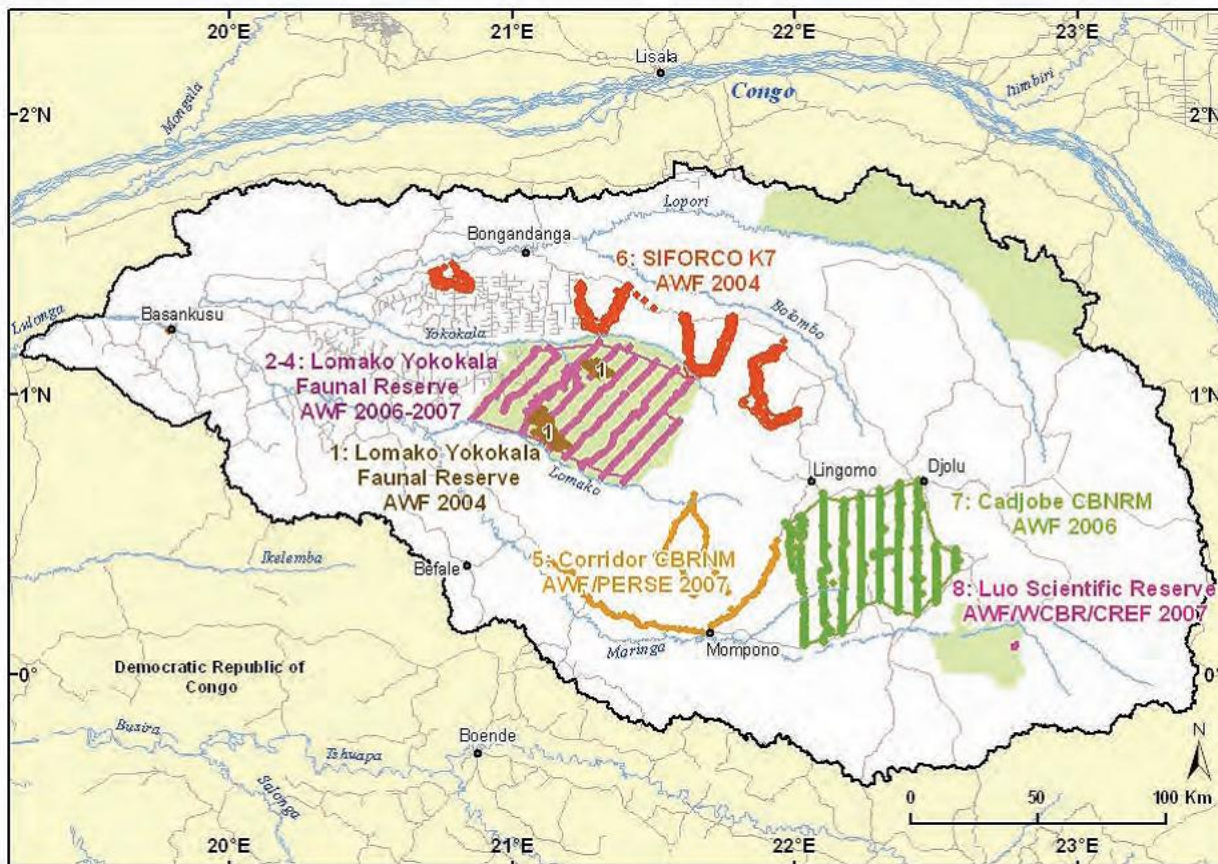 20°E
21°E
22°E
23°E
Lisala
Congo
Itimbiri
Mongala
2°N
2°N
Lopori
Bongandanga
6: SIFORCO K7
AWF 2004
Basankusu
Bolombo
Lulonga
Yokokala
2-4: Lomako Yokokala
Faunal Reserve
AWF 2006-2007
1
1°N
1°N
1
1: Lomako Yokokala
Faunal Reserve
AWF 2004
Lomako
Lingomo
Djolu
7: Cadjobe CBNRM
AWF 2006
Ikelemba
Befale
5: Corridor CBRNM
AWF/PERSE 2007
8: Luo Scientific Reserve
AWF/WCBR/CREF 2007
Maringa
Mompono
0°
0°
Democratic Republic of
Congo
Busira
Tshuapa
Boende
Salonga
N
0
50
100 Km
20°E
21°E
22°E
23°E